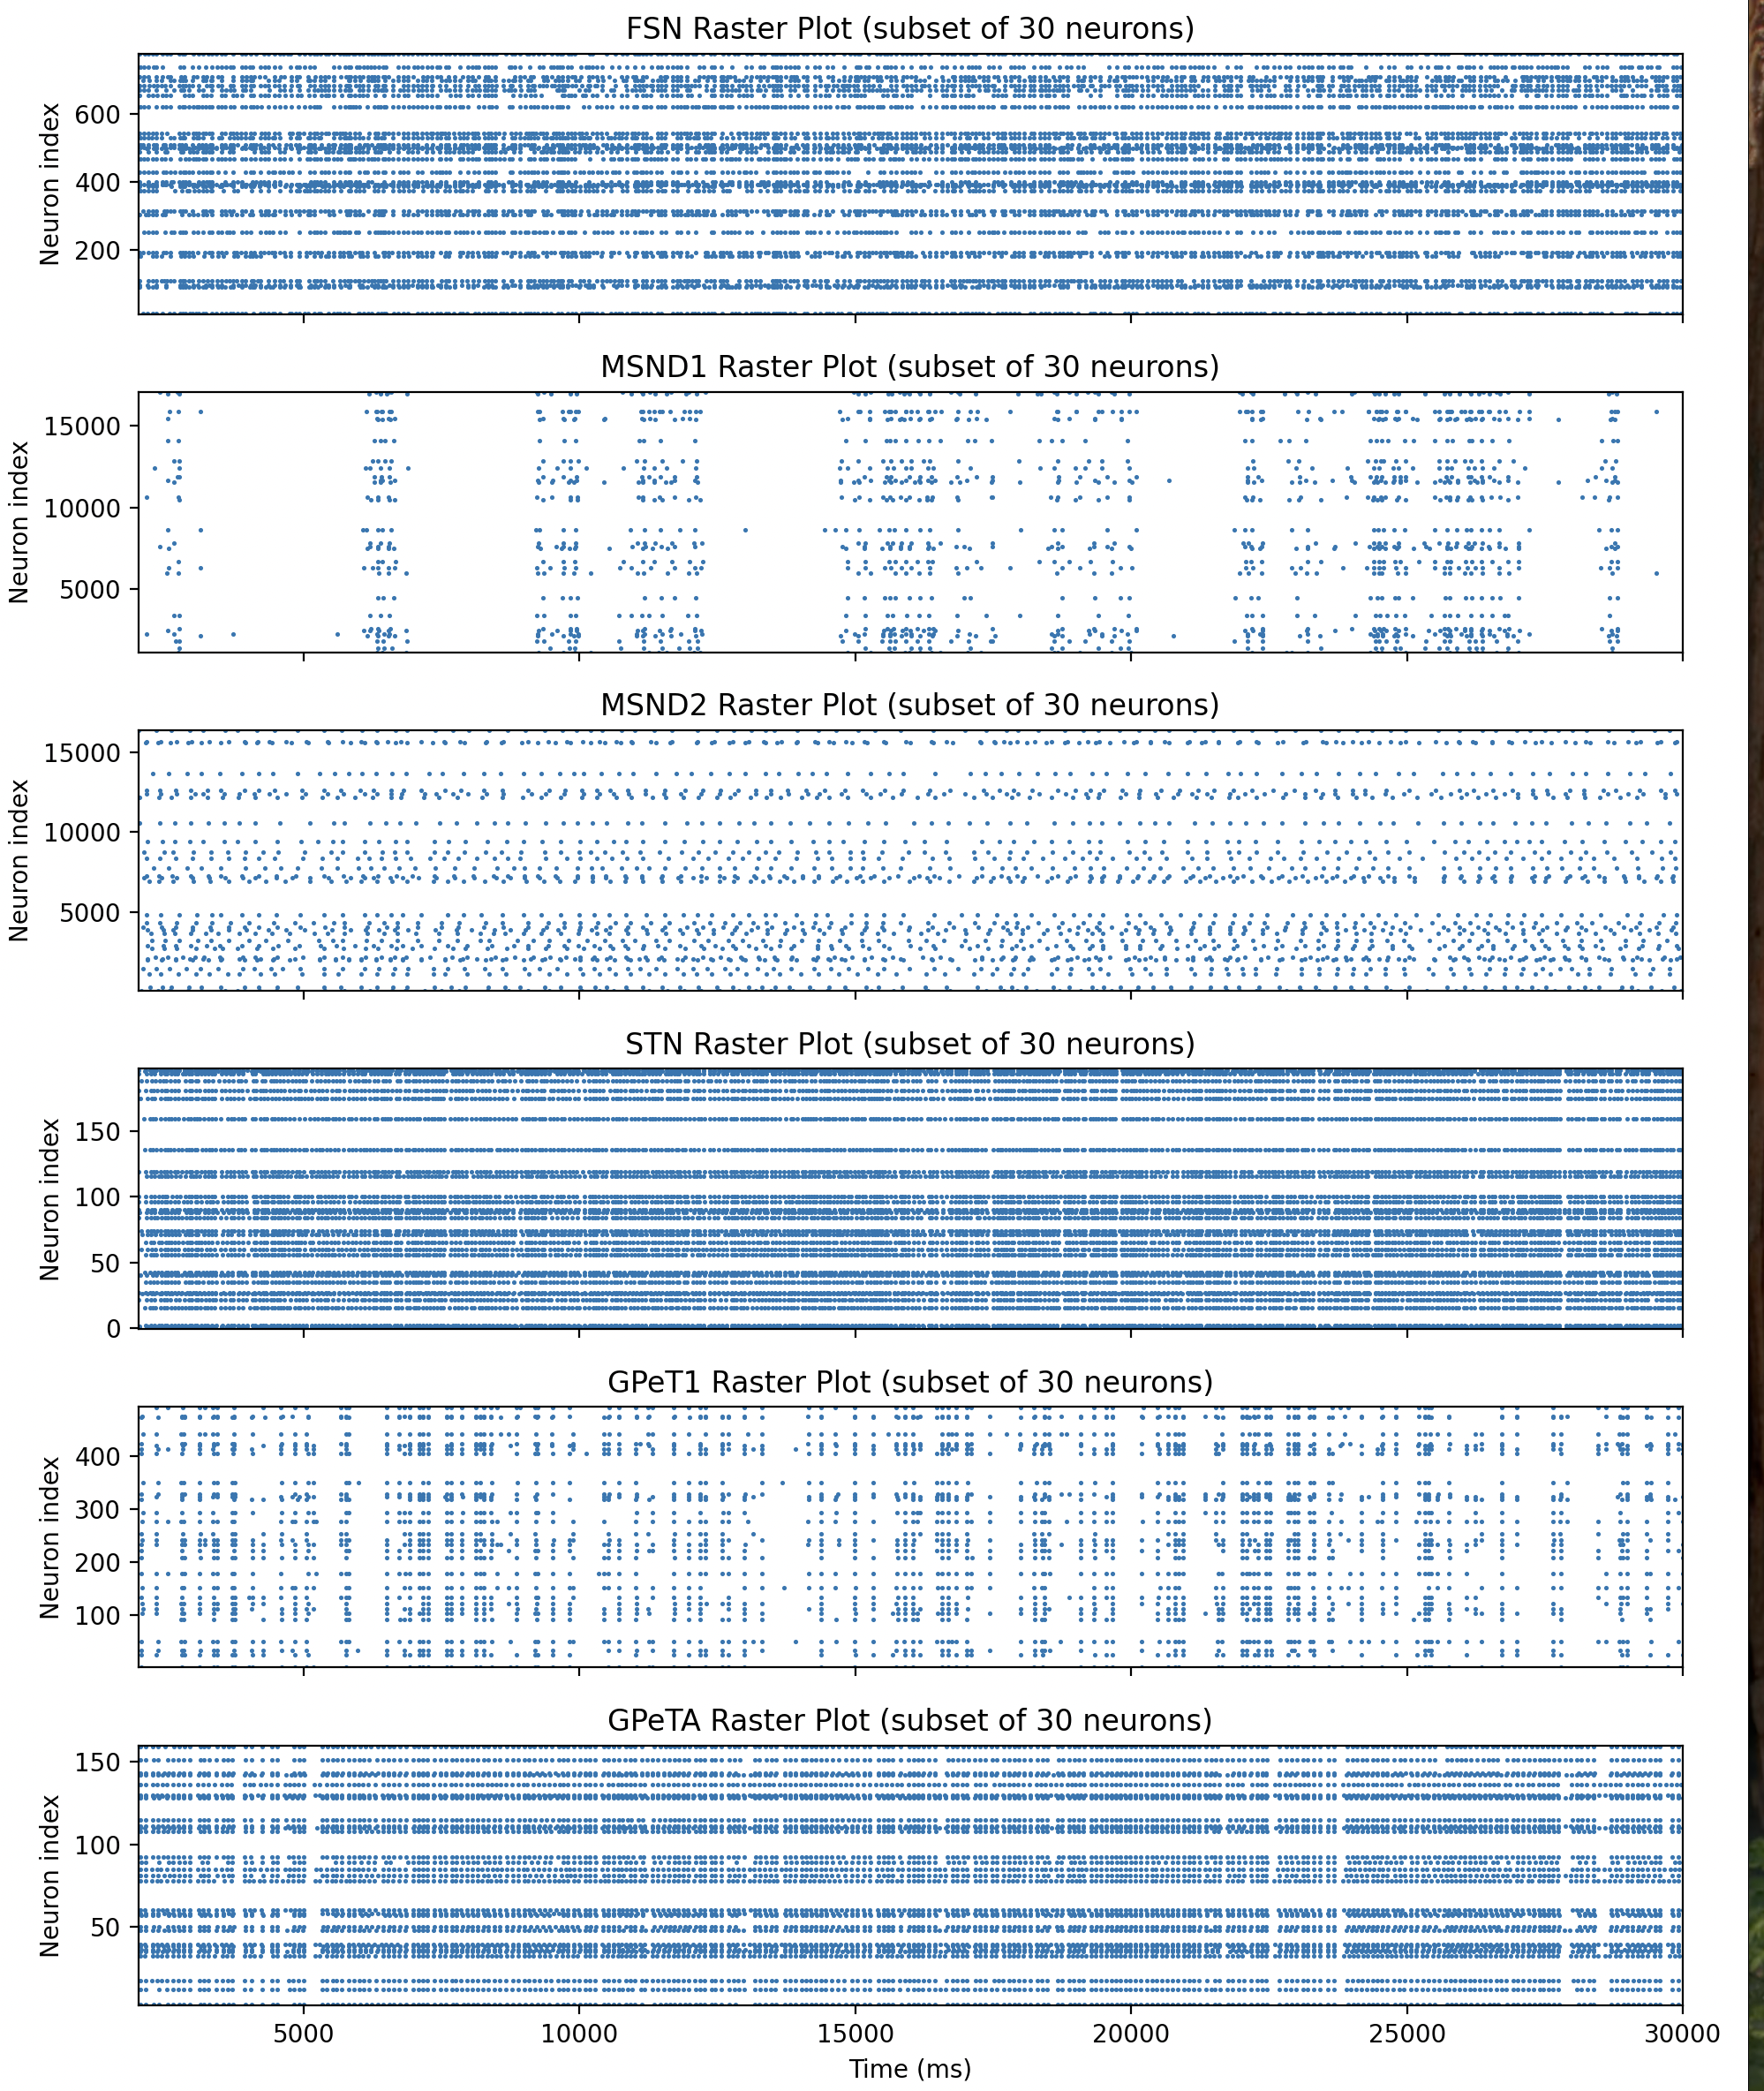 FSN Raster Plot (subset of 30 neurons)
Neuron index
600
400
200
MSND1 Raster Plot (subset of 30 neurons)
Neuron index
15000
10000
5000
MSND2 Raster Plot (subset of 30 neurons)
Neuron index
15000
10000
5000
STN Raster Plot (subset of 30 neurons)
Neuron index
150
100
50
0
GPeT1 Raster Plot (subset of 30 neurons)
Neuron index
400
300
200
100
GPeTA Raster Plot (subset of 30 neurons)
Neuron index
150
100
50
5000 10000 15000 20000 25000 30000
Time (ms)